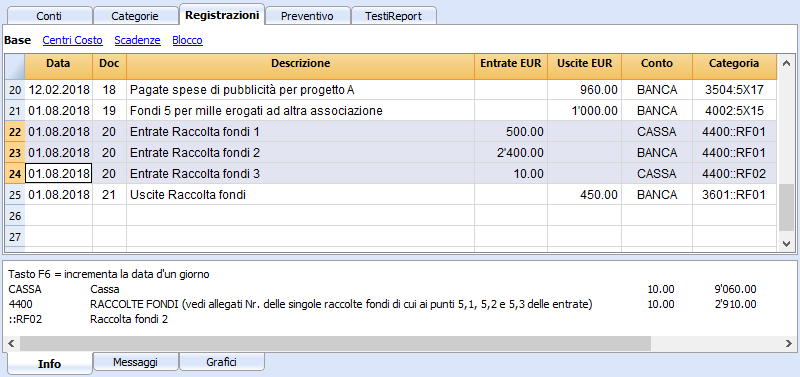 Conti Categorie Registrazioni Preventivo TestiReport
Base Centri Costo Scadenze Blocco
Data Doc Descrizione Entrate EUR Uscite EUR Conto Categoria
20 12.02.2018 18 Pagate spese di pubblicità per progetto A 960.00 BANCA 3504:5X17
21 01.08.2018 19 Fondi 5 per mille erogati ad altra associazione 1'000.00 BANCA 4002:5X15
22 01.08.2018 20 Entrate Raccolta fondi 1 500.00 CASSA 4400::RF01
23 01.08.2018 20 Entrate Raccolta fondi 2 2'400.00 BANCA 4400::RF01
24 01.08.2018 20 Entrate Raccolta fondi 3 10.00 CASSA 4400::RF02
25 01.08.2018 21 Uscite Raccolta fondi 450.00 BANCA 3601::RF01
26
27
Tasto F6 = incrementa la data d'un giorno
CASSA Cassa 10.00 9'060.00
4400 RACCOLTE FONDI (vedi allegati Nr. delle singole raccolte fondi di cui ai punti 5,1, 5,2 e 5,3 delle entrate) 10.00 2'910.00
::RF02 Raccolta fondi 2
Info Messaggi Grafici